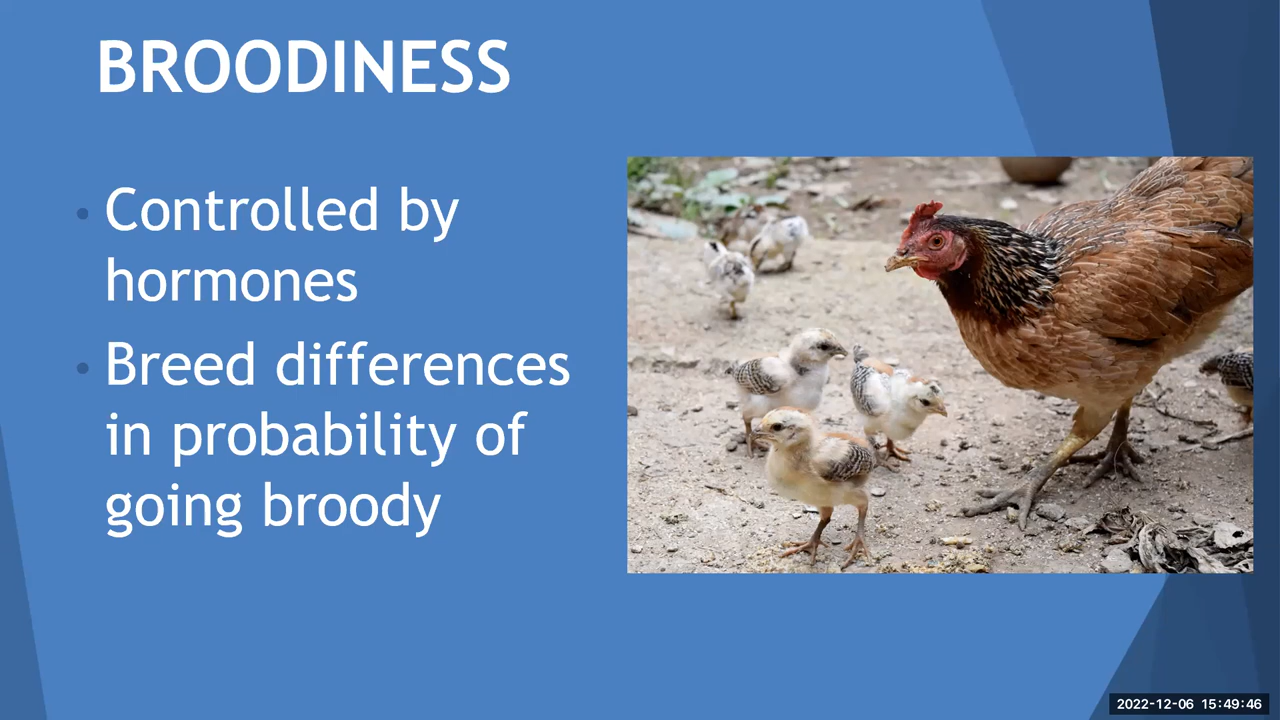 BROODINESS
• Controlled by
hormones
• Breed differences
in probability of
going broody
2022-12-06 15:49:46